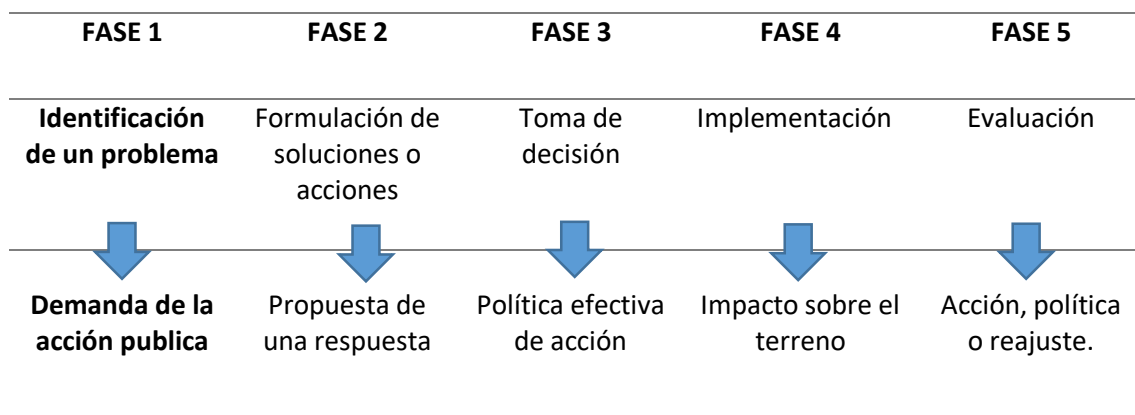 FASE 1 FASE 2 FASE 3 FASE 4 FASE 5
Identificación Formulación de Toma de Implementación Evaluación
de un problema soluciones o decisión
acciones
Demanda de la Propuesta de Política efectiva Impacto sobre el Acción, política
acción publica una respuesta de acción terreno o reajuste.